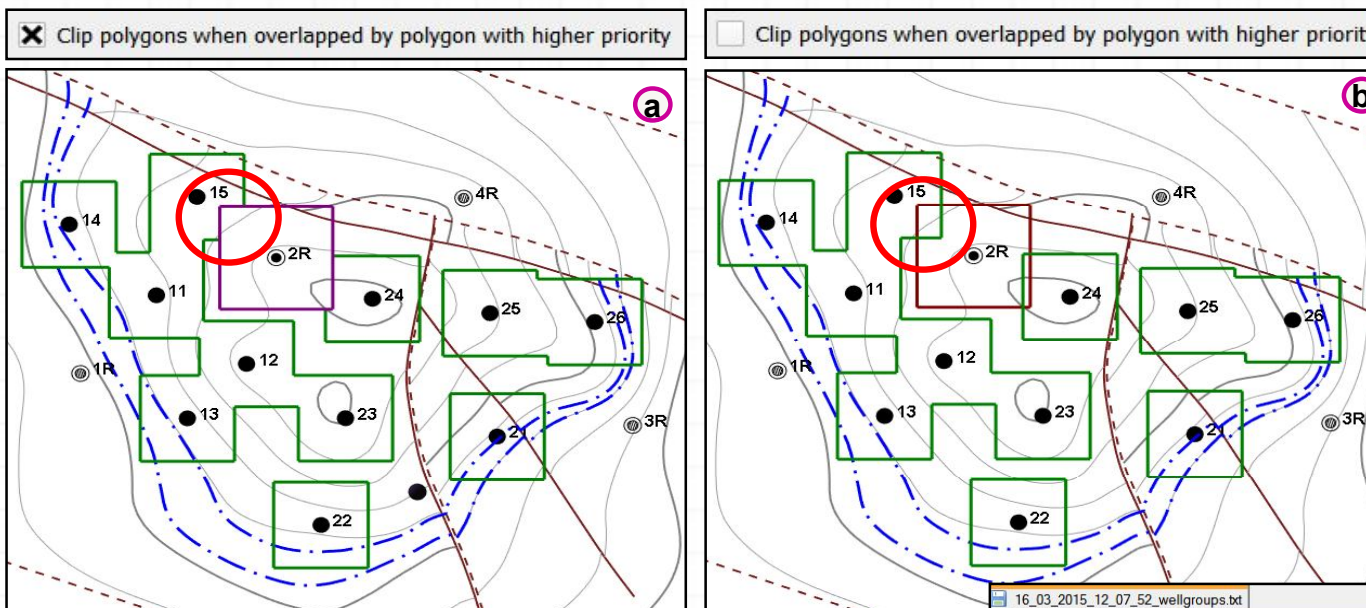 Clip polygons when overlapped by polygon with higher priority
a
15
4R
14
2R
11
24
25
26
12
1R
13
23
3R
21
22
Clip polygons when overlapped by polygon with higher priorit
b
15
4R
14
2R
11
24
25
26
12
1R
13
23
3R
21
22
16_03_2015_12_07_52_wellgroups.txt